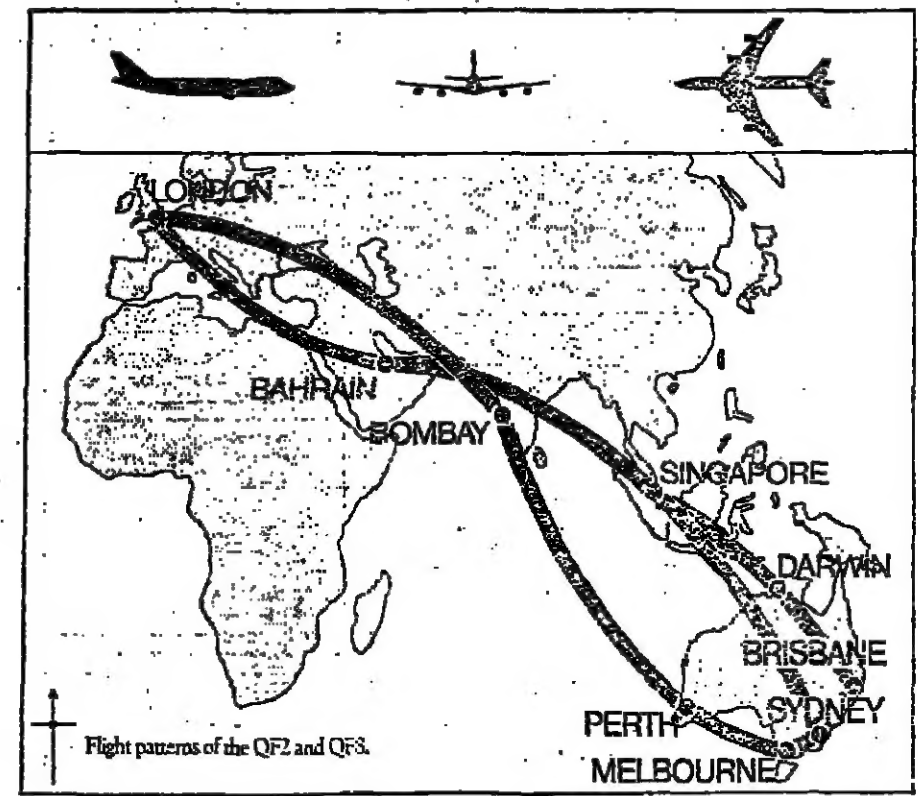 LONDON
BAHRAIN
BOMBAY
SINGAPORE
DARWIN
BRISBANE
SYDNEY
PERTH
MELBOURNE
Flight patterns of the QF2 and QF3.